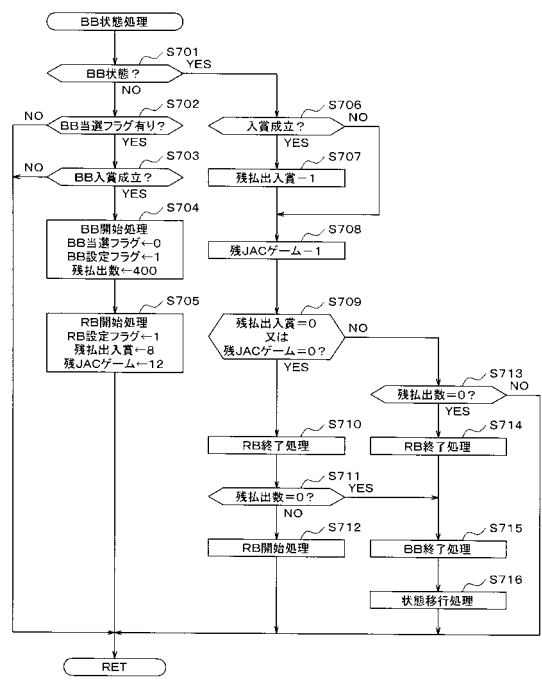 BB状態処理
S701
BB状態？
YES
NO
S702
NO
BB当選フラグ有り？
YES
S703
NO
BB入賞成立？
YES
S704
BB開始処理
BB当選フラグ←0
BB設定フラグ←1
残払出数←400
S705
RB開始処理
RB設定フラグ←1
残払出入賞←8
残JACゲーム←12
S706
入賞成立？
NO
YES
S707
残払出入賞－1
S708
残JACゲーム－1
S709
残払出入賞＝0
又は
残JACゲーム＝0？
NO
YES
S710
RB終了処理
S711
残払出数＝0？
YES
NO
S712
RB開始処理
S713
残払出数＝0？
NO
YES
S714
RB終了処理
S715
BB終了処理
S716
状態移行処理
RET